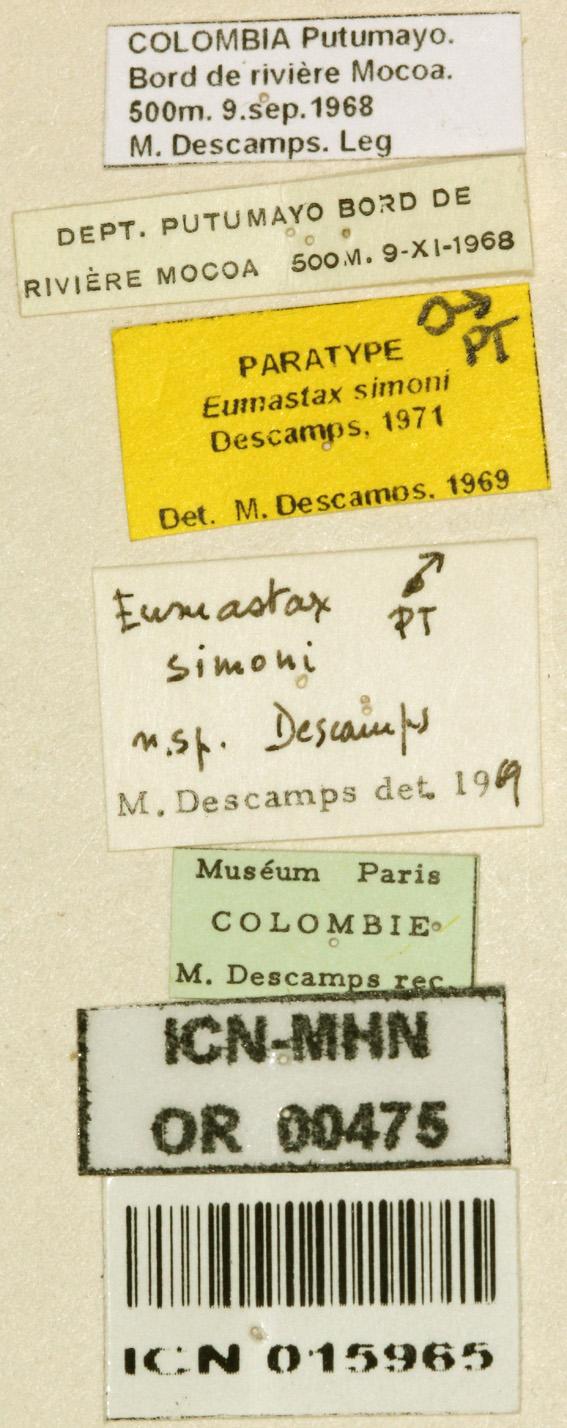 COLOMBIA Putumayo.
Bord de rivière Mocoa.
500m. 9.sep.1968
M. Descamps. Leg
DEPT. PUTUMAYO BORD DE
RIVIÈRE MOCOA 500M. 9-XI-1968
♂
PT
PARATYPE
Eumastax simoni
Descamps, 1971
Det. M. Descamps. 1969
Eumastax ♂
PT
simoni
n.sp. Descamps
M. Descamps det. 1969
Muséum Paris
COLOMBIE
M. Descamps rec.
ICN-MHN
OR 00475
ICN 015965